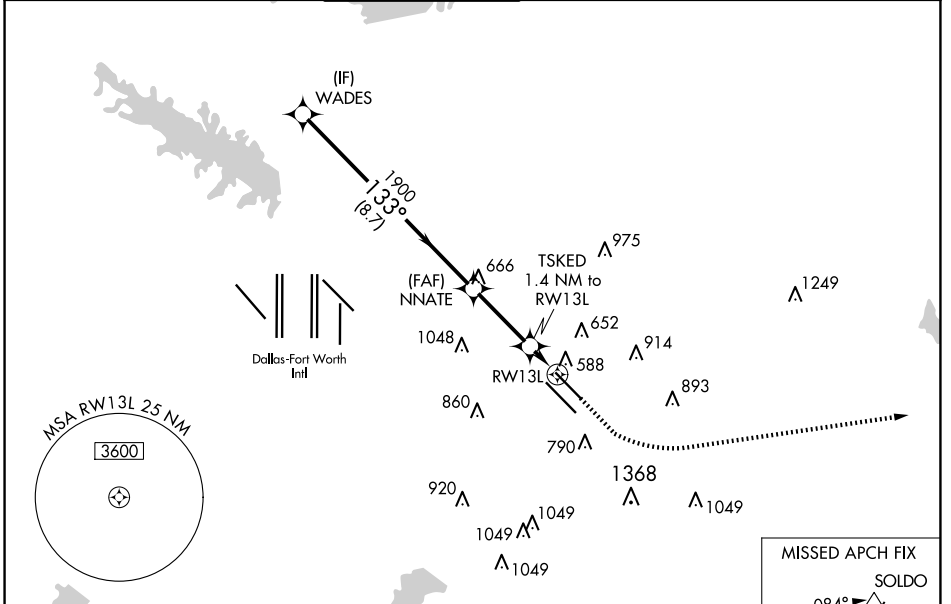 (IF)
WADES
1900
133°
(8.7)
975
TSKED
1.4 NM to
RW13L
666
(FAF)
NNATE
1249
652
1048
914
588
RW13L
Dallas-Fort Worth
Intl
893
860
MSA RW13L 25 NM
3600
790
1368
920
1049
1049
1049
1049
MISSED APCH FIX
SOLDO